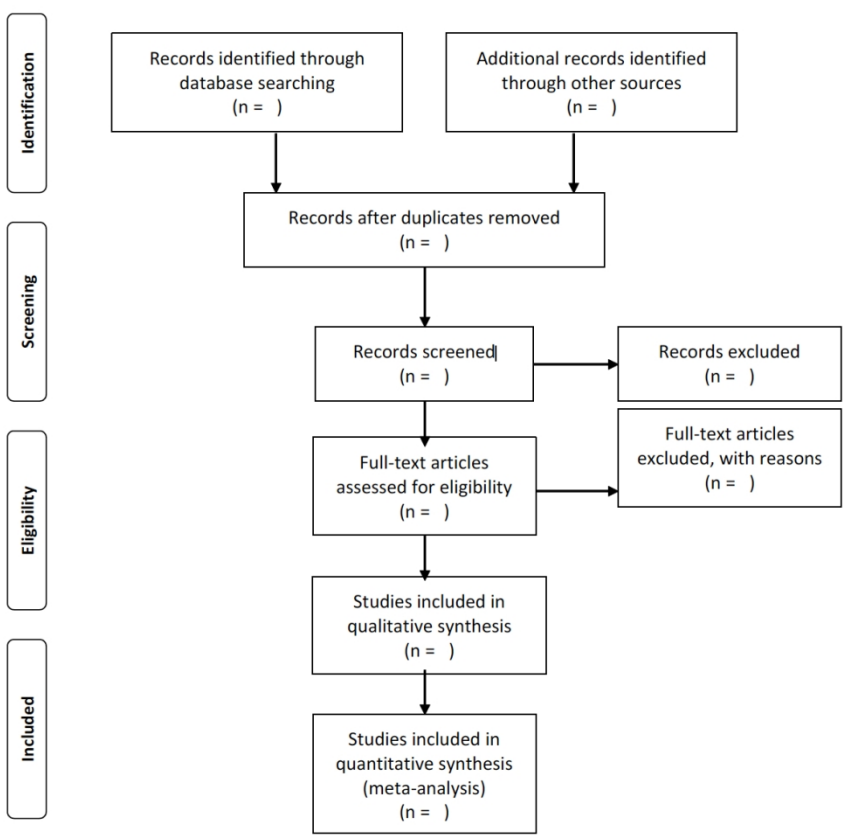 Identification
Records identified through
database searching
(n =   )
Additional records identified
through other sources
(n =   )
Records after duplicates removed
(n =   )
Screening
Records screened
(n =   )
Records excluded
(n =   )
Eligibility
Full-text articles
assessed for eligibility
(n =   )
Full-text articles
excluded, with reasons
(n =   )
Studies included in
qualitative synthesis
(n =   )
Included
Studies included in
quantitative synthesis
(meta-analysis)
(n =   )